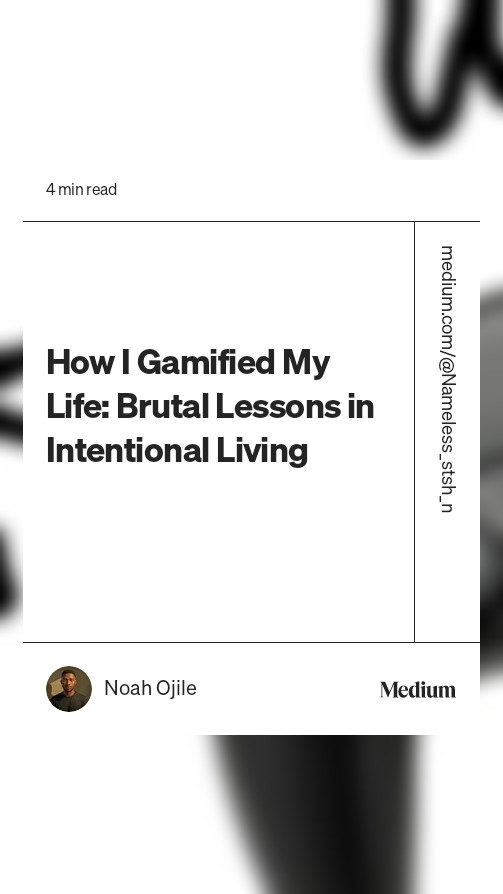 4 min read
How I Gamified My
Life: Brutal Lessons in
Intentional Living
medium.com/@Nameless_stsh_n
Noah Ojile
Medium